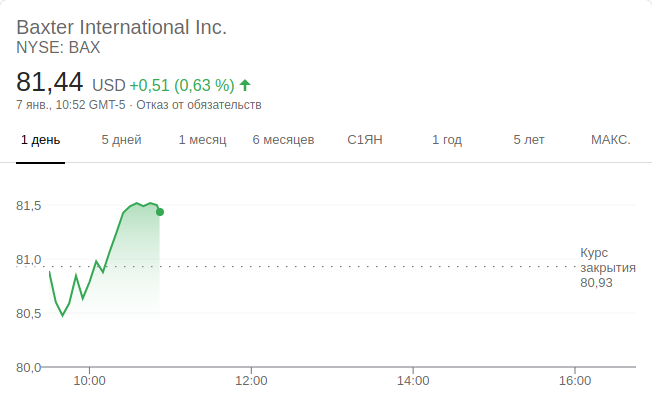 Baxter International Inc.
NYSE: BAX
81,44 USD +0,51 (0,63 %)
7 янв., 10:52 GMT-5 · Отказ от обязательств
1 день 5 дней 1 месяц 6 месяцев С1ЯН 1 год 5 лет МАКС.
81,5
81,0
Курс
закрытия
80,93
80,5
80,0
10:00 12:00 14:00 16:00